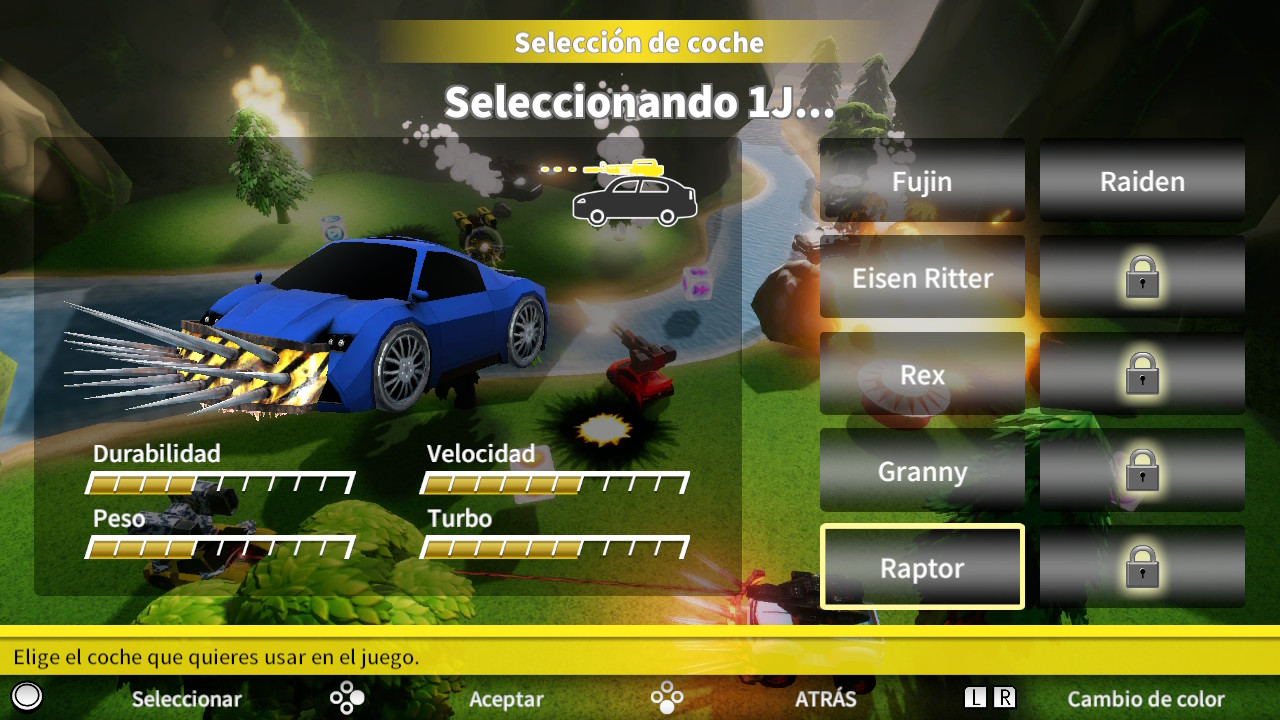 Selección de coche
Seleccionando 1J...
Fujin
Raiden
Eisen Ritter
Rex
Granny
Raptor
Durabilidad
Velocidad
Peso
Turbo
Elige el coche que quieres usar en el juego.
Seleccionar
Aceptar
ATRÁS
L R
Cambio de color